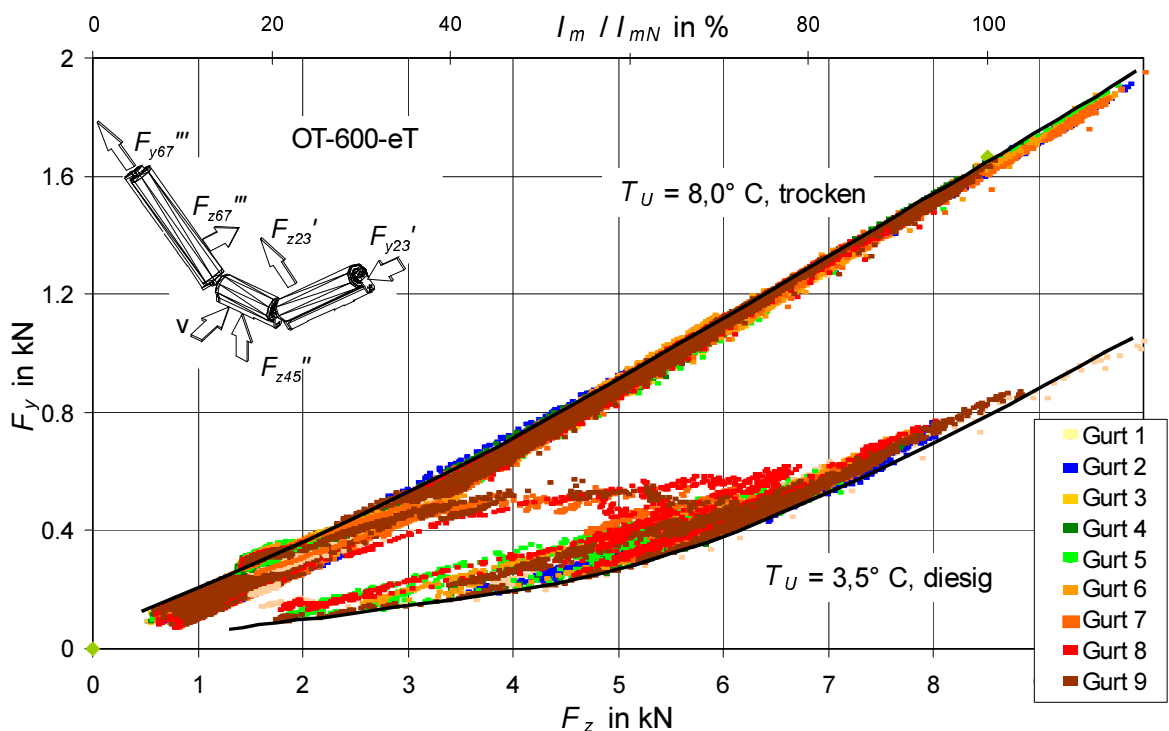 0 20 40 60 80 100
I_m / I_mN in %
2
1.6
1.2
0.8
0.4
0
F_y in kN
OT-600-eT
F_y67'''
F_z67'''
F_z23'
F_y23'
v
F_z45''
T_U = 8,0° C, trocken
T_U = 3,5° C, diesig
Gurt 1
Gurt 2
Gurt 3
Gurt 4
Gurt 5
Gurt 6
Gurt 7
Gurt 8
Gurt 9
0 1 2 3 4 5 6 7 8
F_z in kN